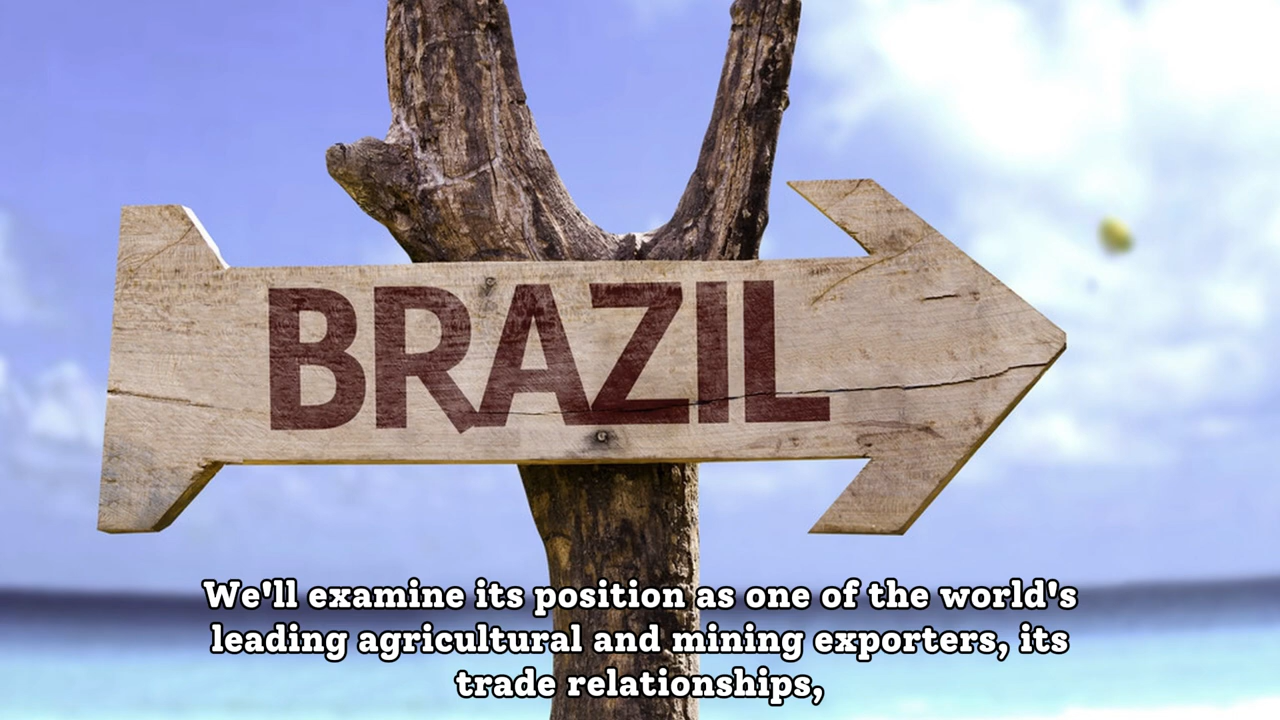 BRAZIL
We'll examine its position as one of the world's
leading agricultural and mining exporters, its
trade relationships,